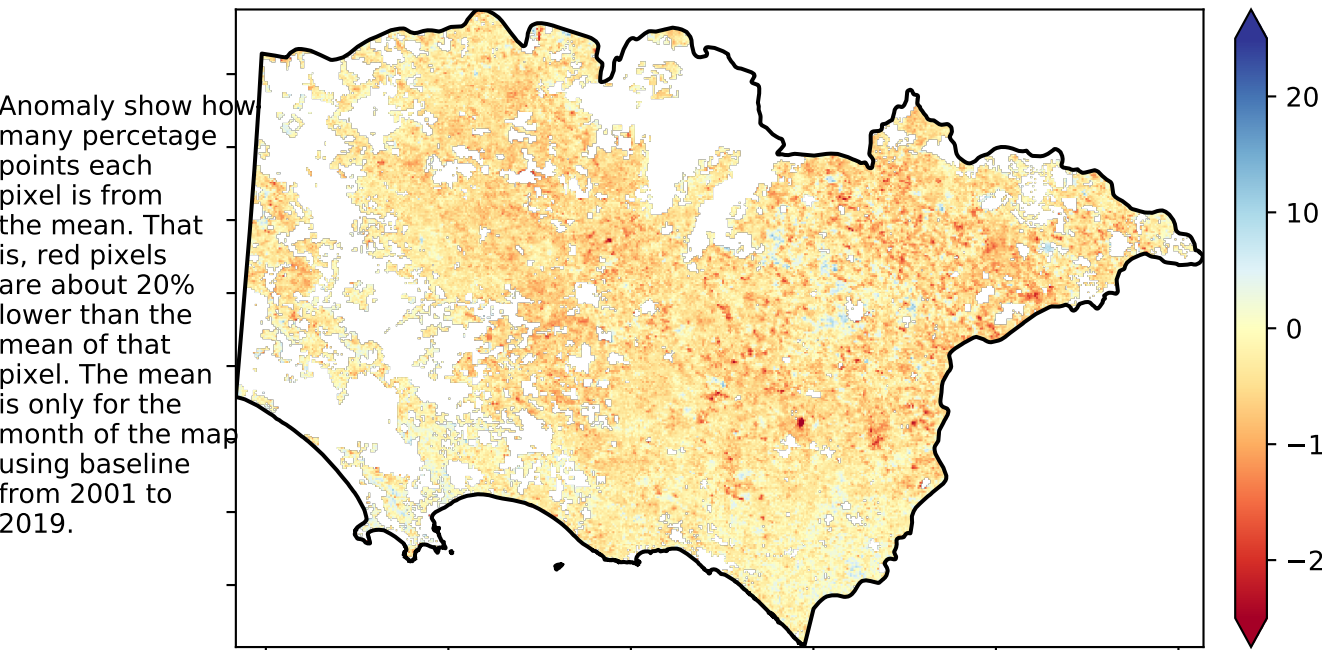 Anomaly show how
many percetage
points each
pixel is from
the mean. That
is, red pixels
are about 20%
lower than the
mean of that
pixel. The mean
is only for the
month of the map
using baseline
from 2001 to
2019.
20
10
0
−1
−2